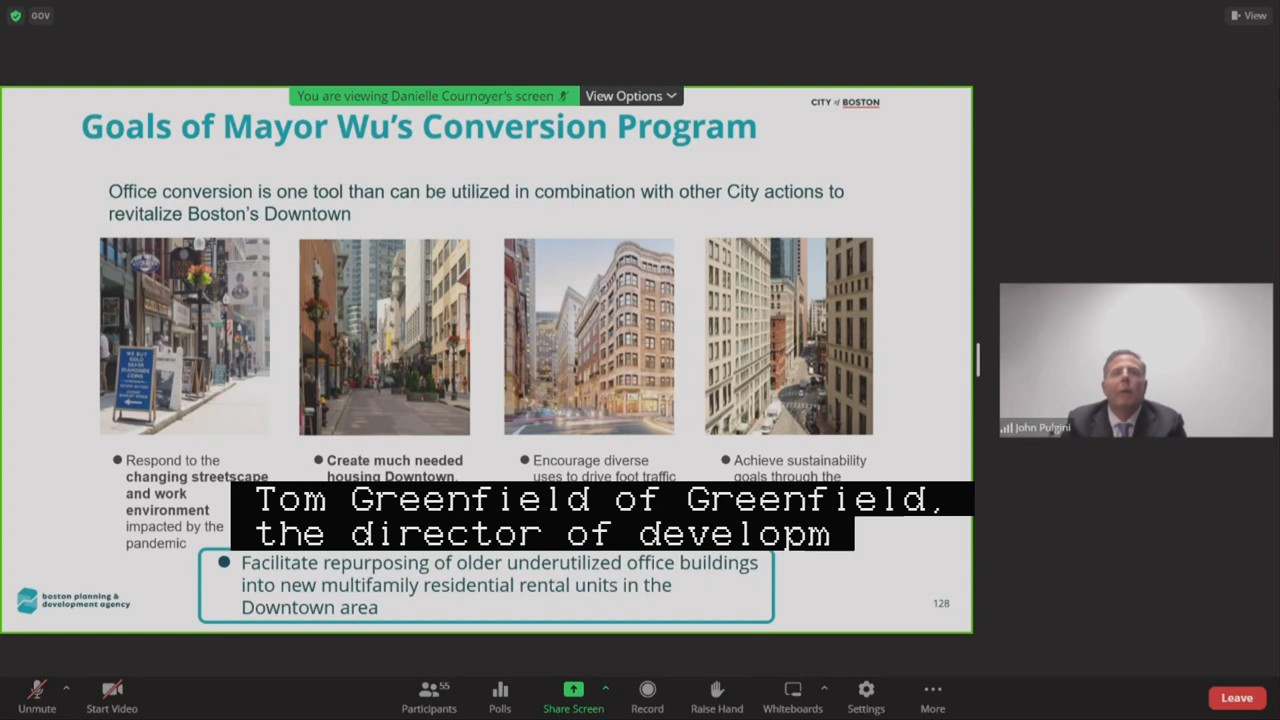 GOV
View
You are viewing Danielle Cournoyer's screen
View Options
CITY of BOSTON
Goals of Mayor Wu's Conversion Program
Office conversion is one tool than can be utilized in combination with other City actions to
revitalize Boston's Downtown
WE BUY
GOLD
SILVER
DIAMONDS
COINS
● Respond to the
changing streetscape
and work
environment
impacted by the
pandemic
● Create much needed
housing Downtown,
● Encourage diverse
uses to drive foot traffic
● Achieve sustainability
goals through the
Tom Greenfield of Greenfield,
the director of developm
● Facilitate repurposing of older underutilized office buildings
into new multifamily residential rental units in the
Downtown area
boston planning &
development agency
128
John Pulgini
Unmute
Start Video
Participants
55
Polls
Share Screen
Record
Raise Hand
Whiteboards
Settings
More
Leave